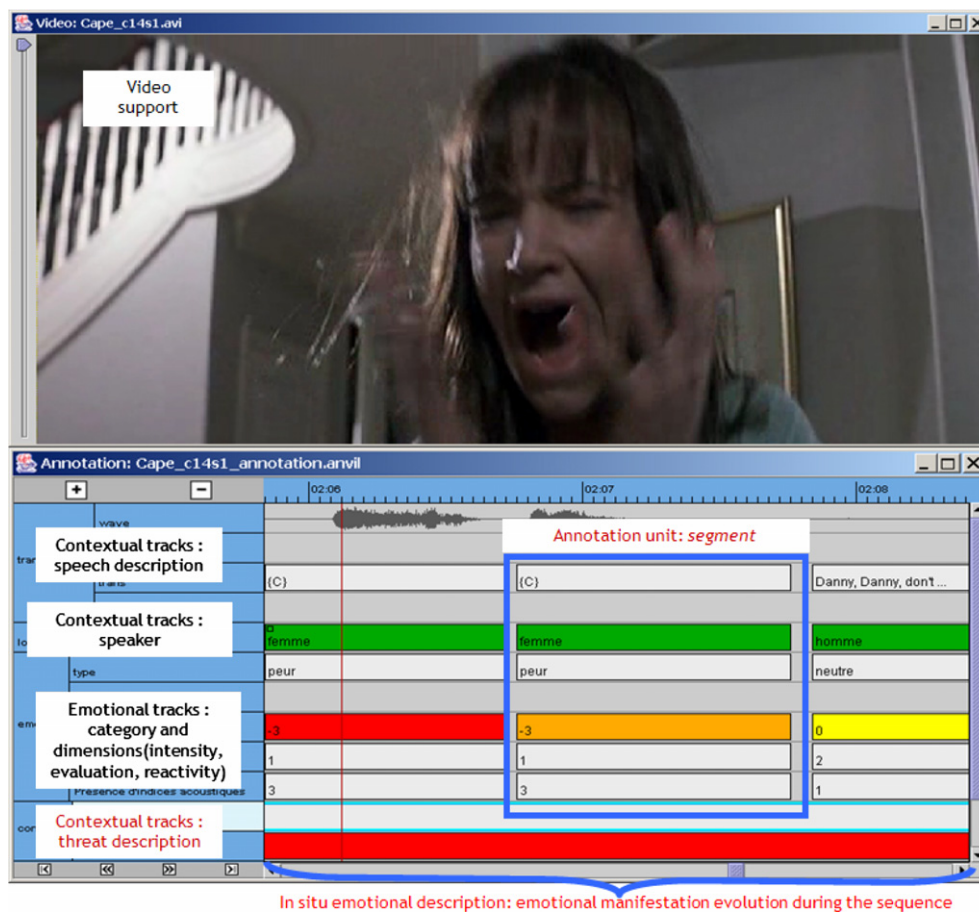 Video: Cape_c14s1.avi
Video
support
Annotation: Cape_c14s1_annotation.anvil
02:06
02:07
02:08
wave
Annotation unit: segment
Contextual tracks :
speech description
trans
{C}
{C}
Danny, Danny, don't ...
Contextual tracks :
speaker
femme
femme
homme
type
peur
peur
neutre
Emotional tracks :
category and
dimensions(intensity,
evaluation, reactivity)
-3
-3
0
1
1
2
Présence d'indices acoustiques
3
3
1
Contextual tracks :
threat description
In situ emotional description: emotional manifestation evolution during the sequence